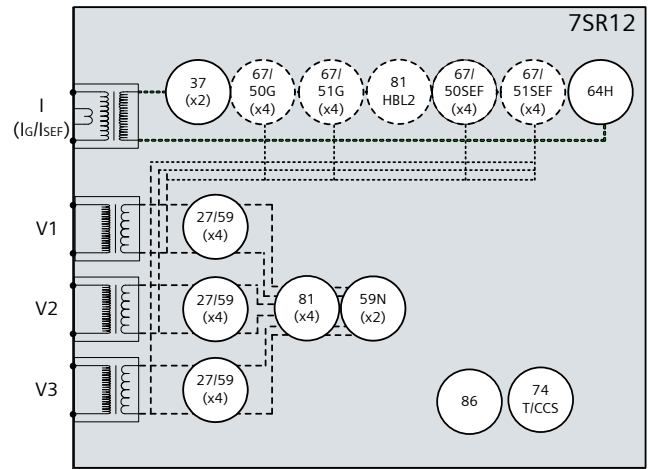 7SR12
I
(IG/ISEF)
37
(x2)
67/
50G
(x4)
67/
51G
(x4)
81
HBL2
67/
50SEF
(x4)
67/
51SEF
(x4)
64H
V1
27/59
(x4)
V2
27/59
(x4)
81
(x4)
59N
(x2)
V3
27/59
(x4)
86
74
T/CCS